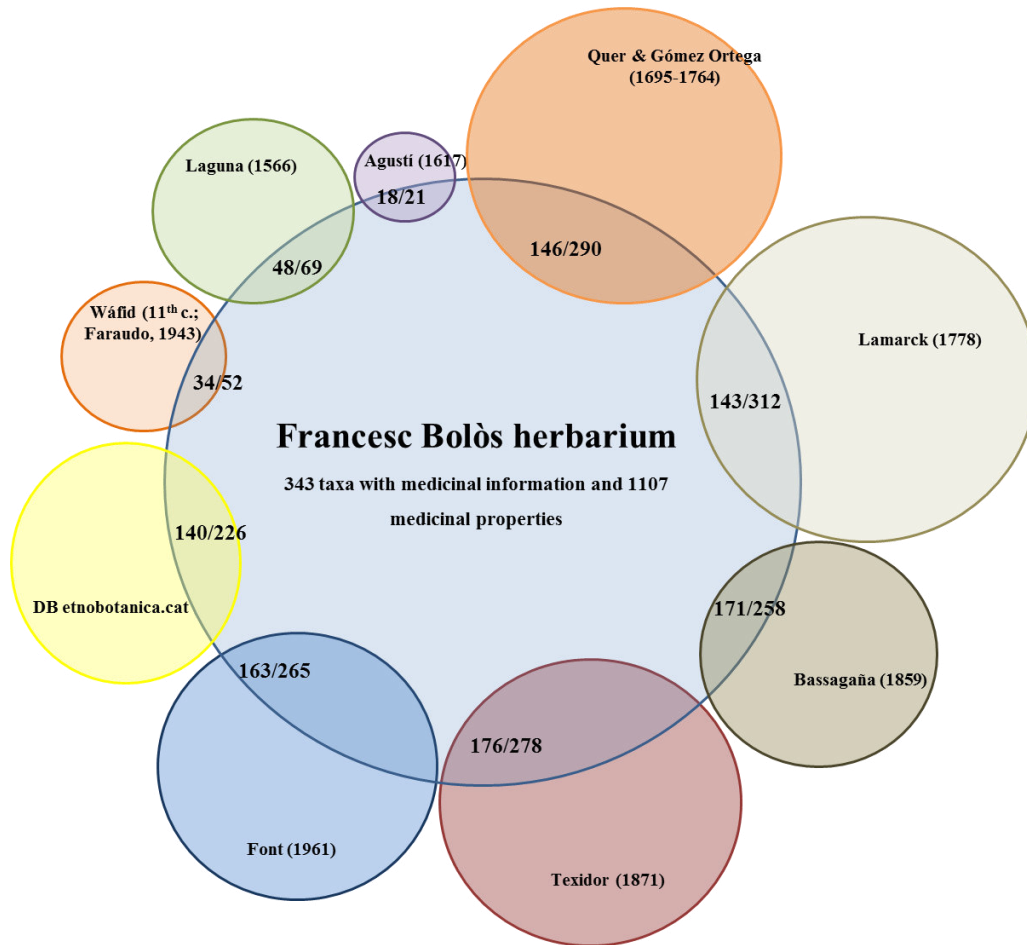 Quer & Gómez Ortega
(1695-1764)
Agustí (1617)
18/21
Laguna (1566)
48/69
146/290
Wáfid (11th c.;
Faraudo, 1943)
34/52
Lamarck (1778)
143/312
Francesc Bolòs herbarium
343 taxa with medicinal information and 1107
medicinal properties
140/226
DB etnobotanica.cat
171/258
Bassagaña (1859)
163/265
Font (1961)
176/278
Texidor (1871)